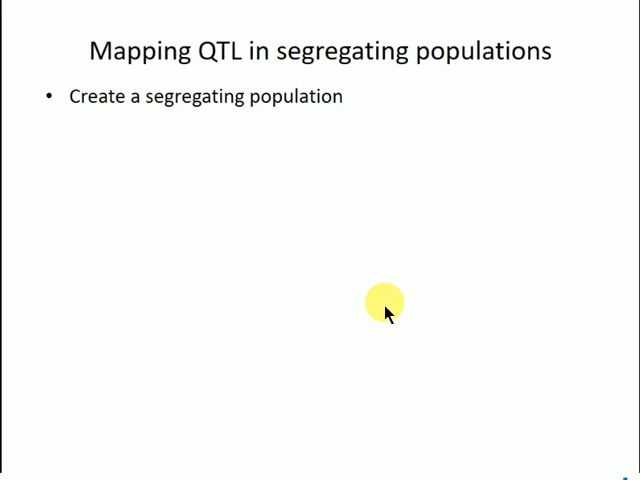 Mapping QTL in segregating populations
• Create a segregating population